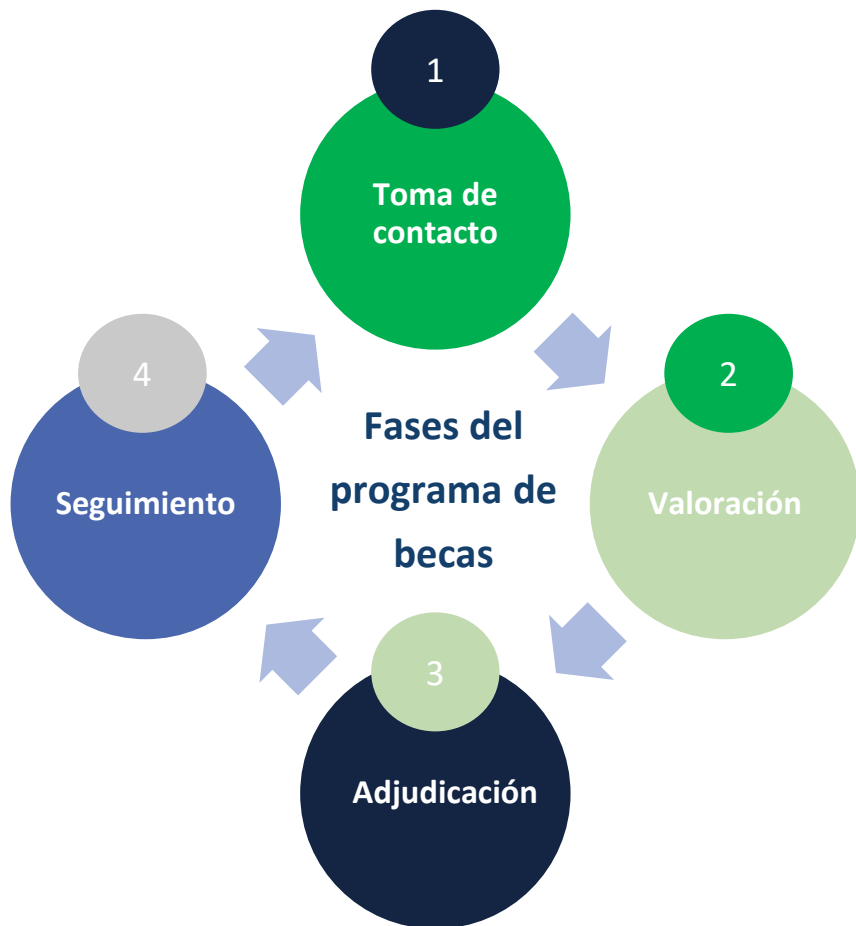 1
Toma de
contacto
2
Valoración
3
Adjudicación
4
Seguimiento
Fases del
programa de
becas